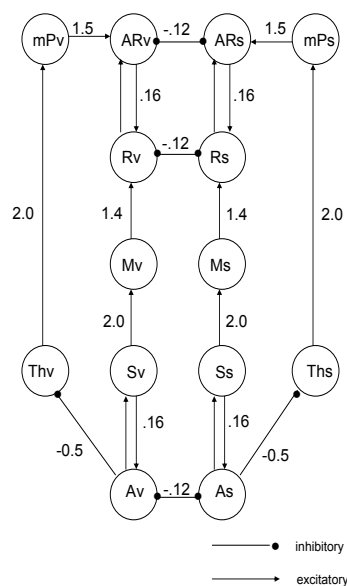 mPv 1.5 ARv -.12 ARs 1.5 mPs
.16 .16
-.12
Rv Rs
2.0 1.4 1.4 2.0
Mv Ms
2.0 2.0
Thv Sv Ss Ths
.16 .16
-0.5 -0.5
Av -.12 As
inhibitory
excitatory